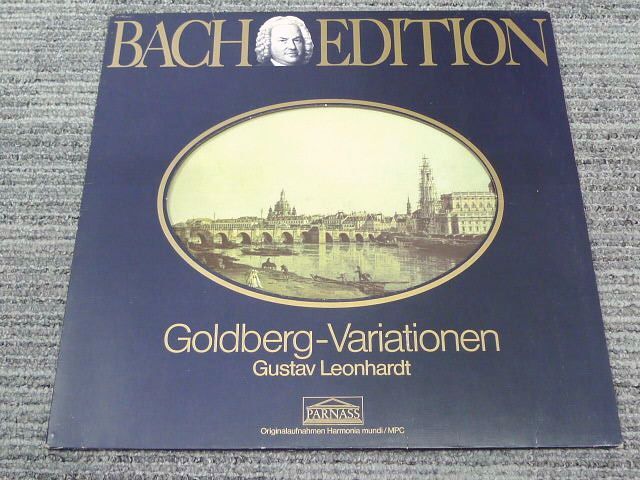 BACH EDITION
Goldberg-Variationen
Gustav Leonhardt
PARNASS
Originalaufnahmen Harmonia mundi/MPC